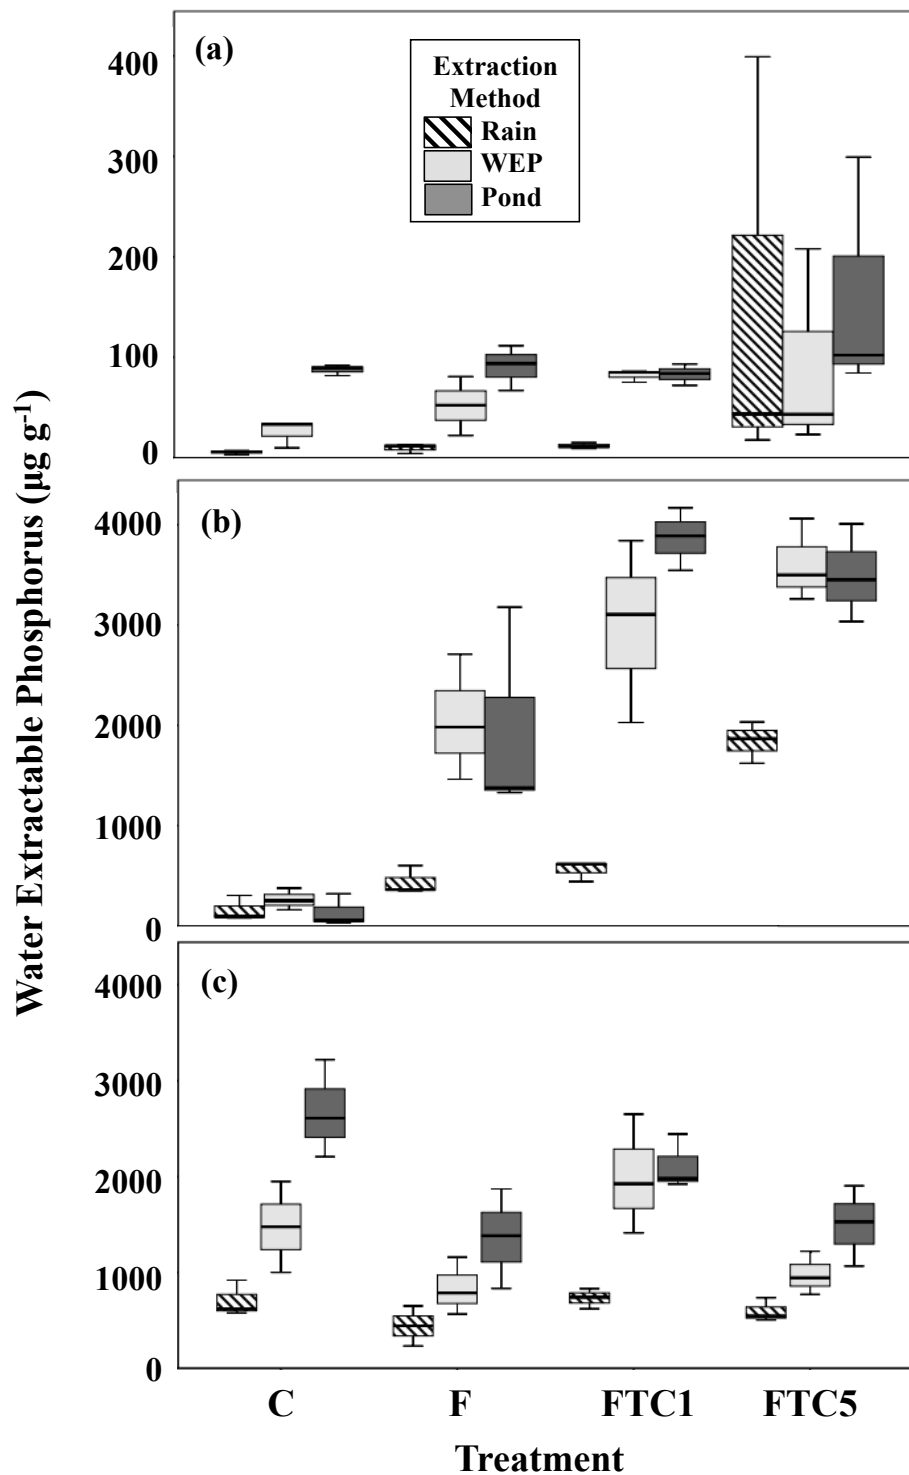 (a)
Extraction
Method
Rain
WEP
Pond
400
300
200
100
0
Water Extractable Phosphorus (µg g-1)
(b)
4000
3000
2000
1000
0
(c)
4000
3000
2000
1000
0
C F FTC1 FTC5
Treatment